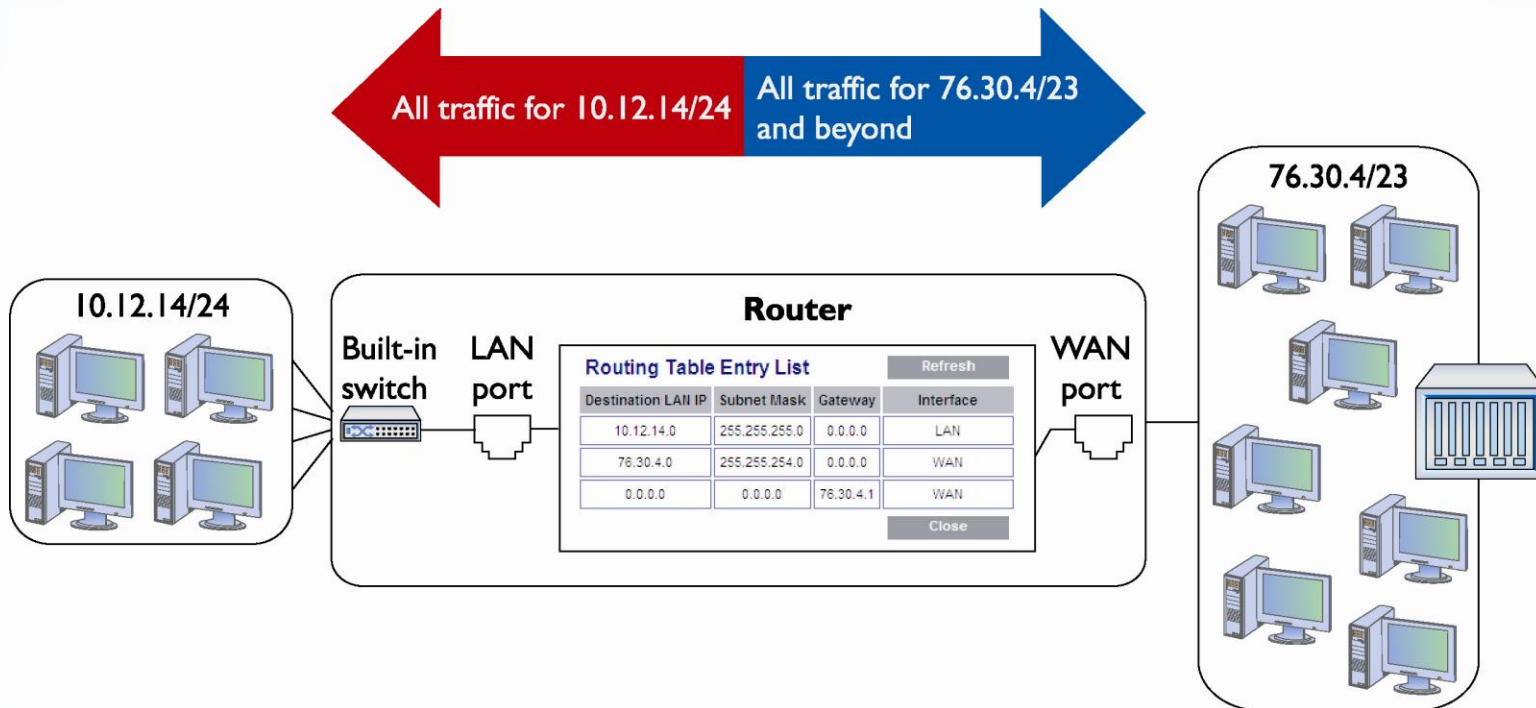 All traffic for 10.12.14/24
All traffic for 76.30.4/23
and beyond
76.30.4/23
10.12.14/24
Router
Built-in
switch
LAN
port
WAN
port
Routing Table Entry List
Refresh
Destination LAN IP Subnet Mask Gateway Interface
10.12.14.0 255.255.255.0 0.0.0.0 LAN
76.30.4.0 255.255.254.0 0.0.0.0 WAN
0.0.0.0 0.0.0.0 76.30.4.1 WAN
Close